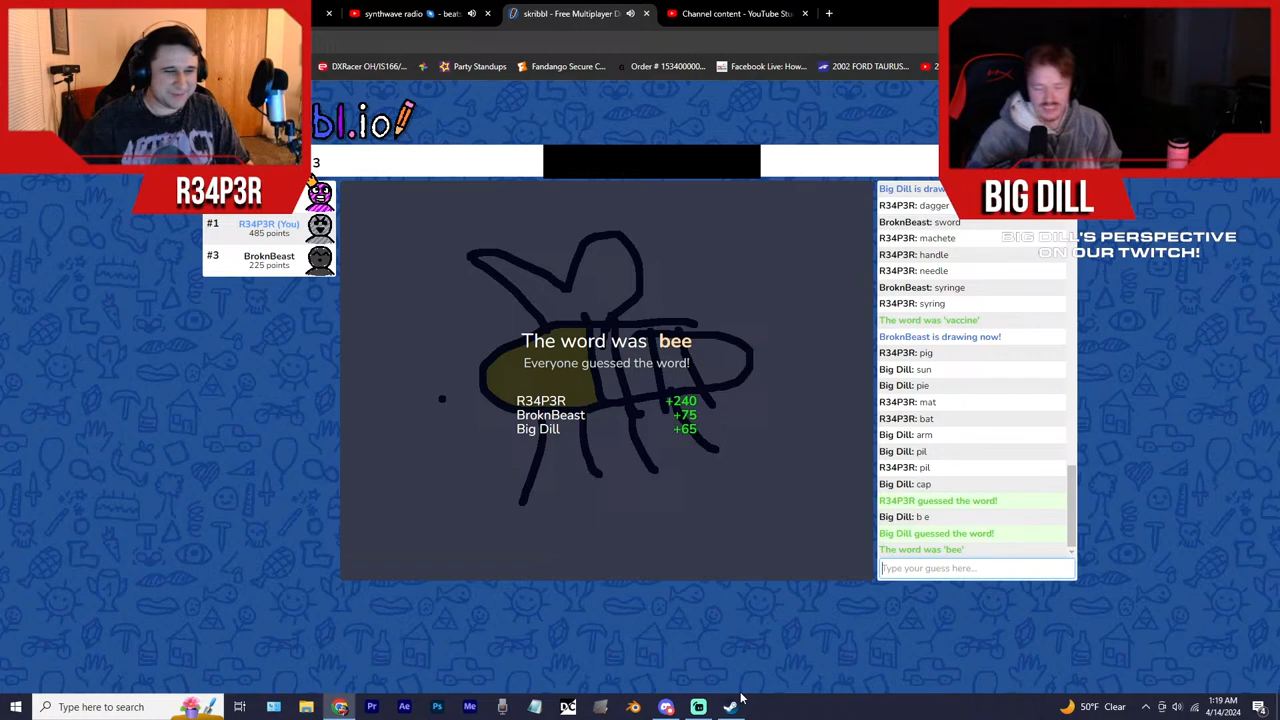 synthwave radio - beats
skribbl - Free Multiplayer D
Channel content - YouTube Stu
DXRacer OH/IS166/...
Party Standups
Fandango Secure C...
Order # 153400000...
Facebook Live: How...
2002 FORD TAURUS...
bl.io
3
R34P3R
BIG DILL
BIG DILL'S PERSPECTIVE
ON OUR TWITCH!
#1
R34P3R (You)
485 points
#3
BroknBeast
225 points
The word was bee
Everyone guessed the word!
R34P3R +240
BroknBeast +75
Big Dill +65
Big Dill is draw
R34P3R: dagger
BroknBeast: sword
R34P3R: machete
R34P3R: handle
R34P3R: needle
BroknBeast: syringe
R34P3R: syring
The word was 'vaccine'
BroknBeast is drawing now!
R34P3R: pig
Big Dill: sun
Big Dill: pie
R34P3R: mat
R34P3R: bat
Big Dill: arm
Big Dill: pil
R34P3R: pil
Big Dill: cap
R34P3R guessed the word!
Big Dill: b e
Big Dill guessed the word!
The word was 'bee'
Type your guess here...
Type here to search
Pr
Ae
Ps
Me
50°F Clear
1:19 AM
4/14/2024